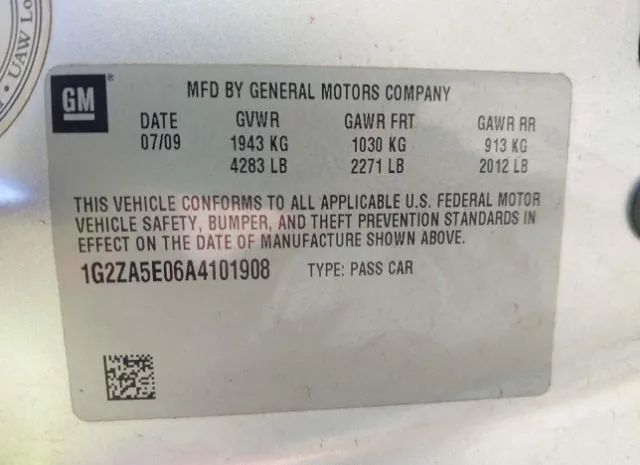 UAW Lo
GM®
MFD BY GENERAL MOTORS COMPANY
DATE GVWR GAWR FRT GAWR RR
07/09 1943 KG 1030 KG 913 KG
4283 LB 2271 LB 2012 LB
THIS VEHICLE CONFORMS TO ALL APPLICABLE U.S. FEDERAL MOTOR
VEHICLE SAFETY, BUMPER, AND THEFT PREVENTION STANDARDS IN
EFFECT ON THE DATE OF MANUFACTURE SHOWN ABOVE.
1G2ZA5E06A4101908 TYPE: PASS CAR